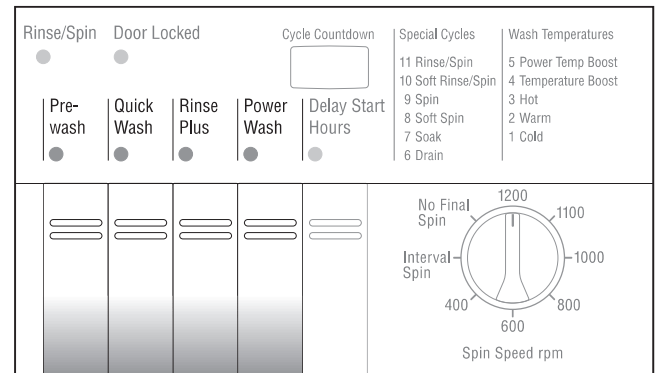 Rinse/Spin
Door Locked
Cycle Countdown
Special Cycles
11 Rinse/Spin
10 Soft Rinse/Spin
9 Spin
8 Soft Spin
7 Soak
6 Drain
Wash Temperatures
5 Power Temp Boost
4 Temperature Boost
3 Hot
2 Warm
1 Cold
Pre-
wash
Quick
Wash
Rinse
Plus
Power
Wash
Delay Start
Hours
No Final
Spin
1200
1100
Interval
Spin
1000
400
800
600
Spin Speed rpm